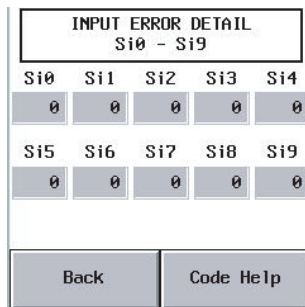 INPUT ERROR DETAIL
Si0 - Si9
Si0 Si1 Si2 Si3 Si4
0 0 0 0 0
Si5 Si6 Si7 Si8 Si9
0 0 0 0 0
Back Code Help